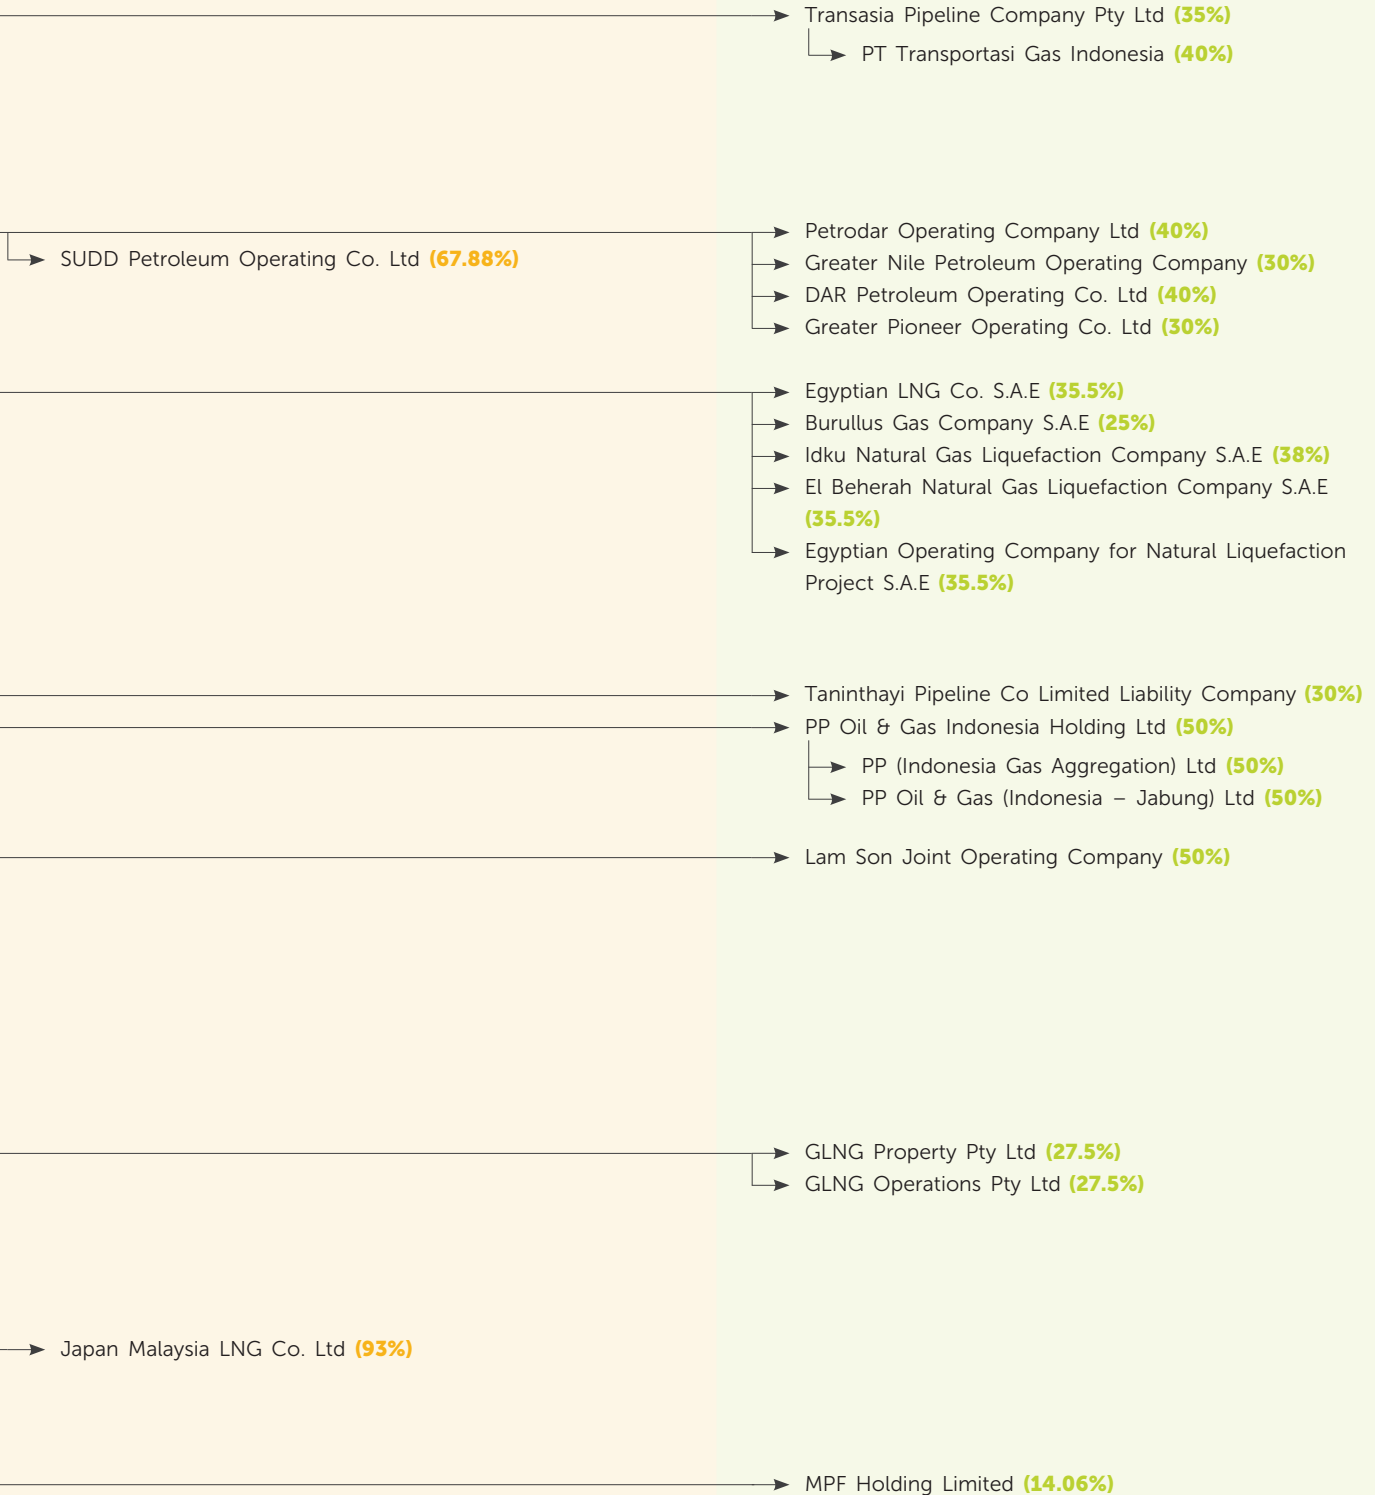 Transasia Pipeline Company Pty Ltd (35%)
PT Transportasi Gas Indonesia (40%)
SUDD Petroleum Operating Co. Ltd (67.88%)
Petrodar Operating Company Ltd (40%)
Greater Nile Petroleum Operating Company (30%)
DAR Petroleum Operating Co. Ltd (40%)
Greater Pioneer Operating Co. Ltd (30%)
Egyptian LNG Co. S.A.E (35.5%)
Burullus Gas Company S.A.E (25%)
Idku Natural Gas Liquefaction Company S.A.E (38%)
El Beherah Natural Gas Liquefaction Company S.A.E
(35.5%)
Egyptian Operating Company for Natural Liquefaction
Project S.A.E (35.5%)
Taninthayi Pipeline Co Limited Liability Company (30%)
PP Oil & Gas Indonesia Holding Ltd (50%)
PP (Indonesia Gas Aggregation) Ltd (50%)
PP Oil & Gas (Indonesia – Jabung) Ltd (50%)
Lam Son Joint Operating Company (50%)
GLNG Property Pty Ltd (27.5%)
GLNG Operations Pty Ltd (27.5%)
Japan Malaysia LNG Co. Ltd (93%)
MPF Holding Limited (14.06%)